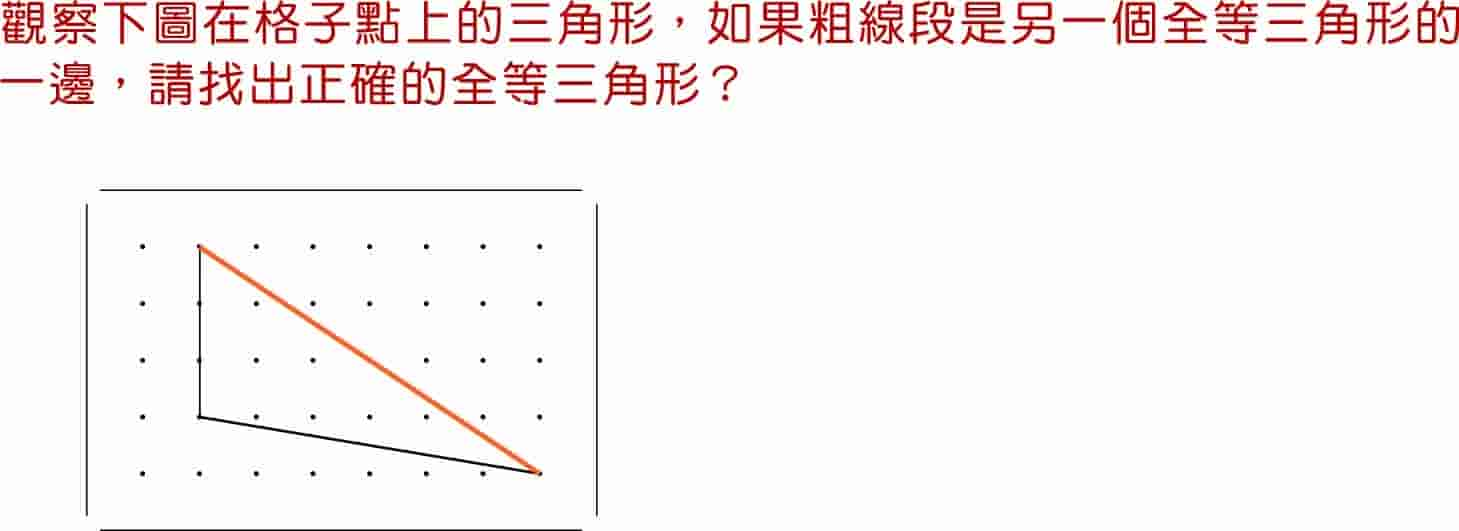 觀察下圖在格子點上的三角形，如果粗線段是另一個全等三角形的
一邊，請找出正確的全等三角形？